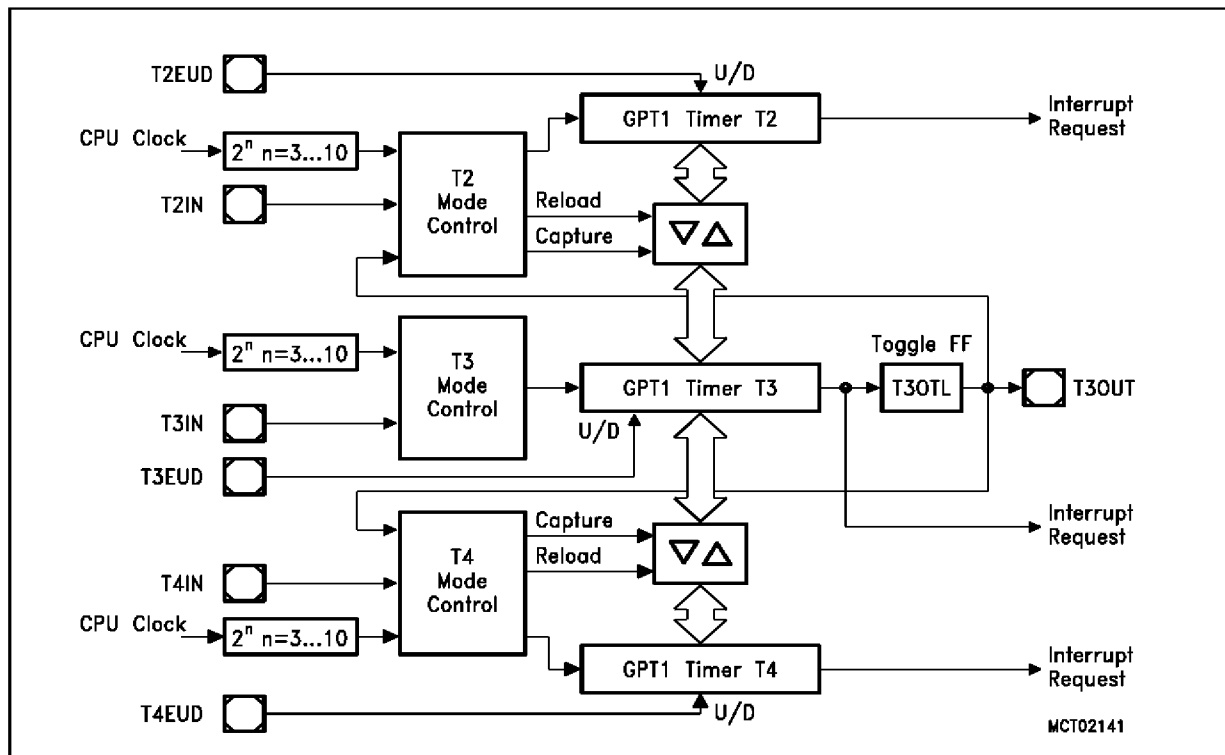 T2EUD
U/D
GPT1 Timer T2
Interrupt
Request
CPU Clock
2ⁿ n=3...10
T2IN
T2
Mode
Control
Reload
Capture
CPU Clock
2ⁿ n=3...10
T3
Mode
Control
GPT1 Timer T3
Toggle FF
T3OTL
T3OUT
T3IN
U/D
T3EUD
Capture
Reload
Interrupt
Request
T4
Mode
Control
T4IN
CPU Clock
2ⁿ n=3...10
GPT1 Timer T4
Interrupt
Request
T4EUD
U/D
MCT02141